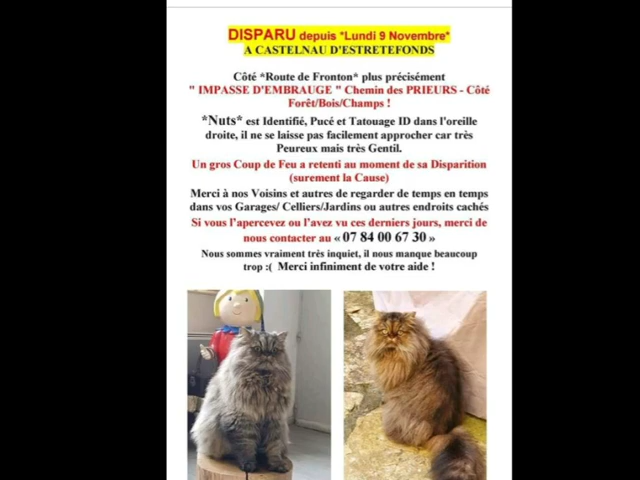 DISPARU depuis *Lundi 9 Novembre*
A CASTELNAU D'ESTRETEFONDS
Côté *Route de Fronton* plus précisément
" IMPASSE D'EMBRAUGE " Chemin des PRIEURS - Côté
Forêt/Bois/Champs !
*Nuts* est Identifié, Pucé et Tatouage ID dans l'oreille
droite, il ne se laisse pas facilement approcher car très
Peureux mais très Gentil.
Un gros Coup de Feu a retenti au moment de sa Disparition
(surement la Cause)
Merci à nos Voisins et autres de regarder de temps en temps
dans vos Garages/ Celliers/Jardins ou autres endroits cachés
Si vous l'apercevez ou l'avez vu ces derniers jours, merci de
nous contacter au « 07 84 00 67 30 »
Nous sommes vraiment très inquiet, il nous manque beaucoup
trop :( Merci infiniment de votre aide !